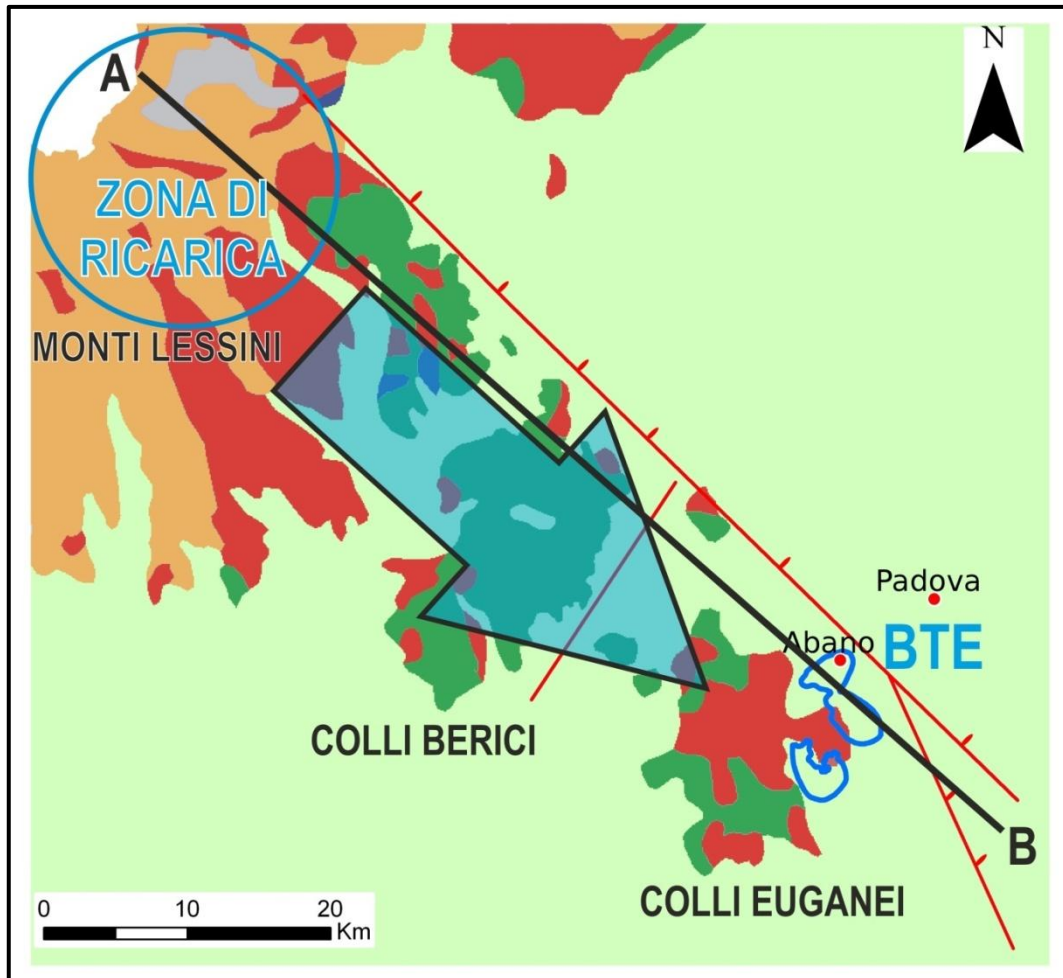 N
A
ZONA DI
RICARICA
MONTI LESSINI
Padova
Abano
BTE
COLLI BERICI
B
COLLI EUGANEI
0 10 20
Km